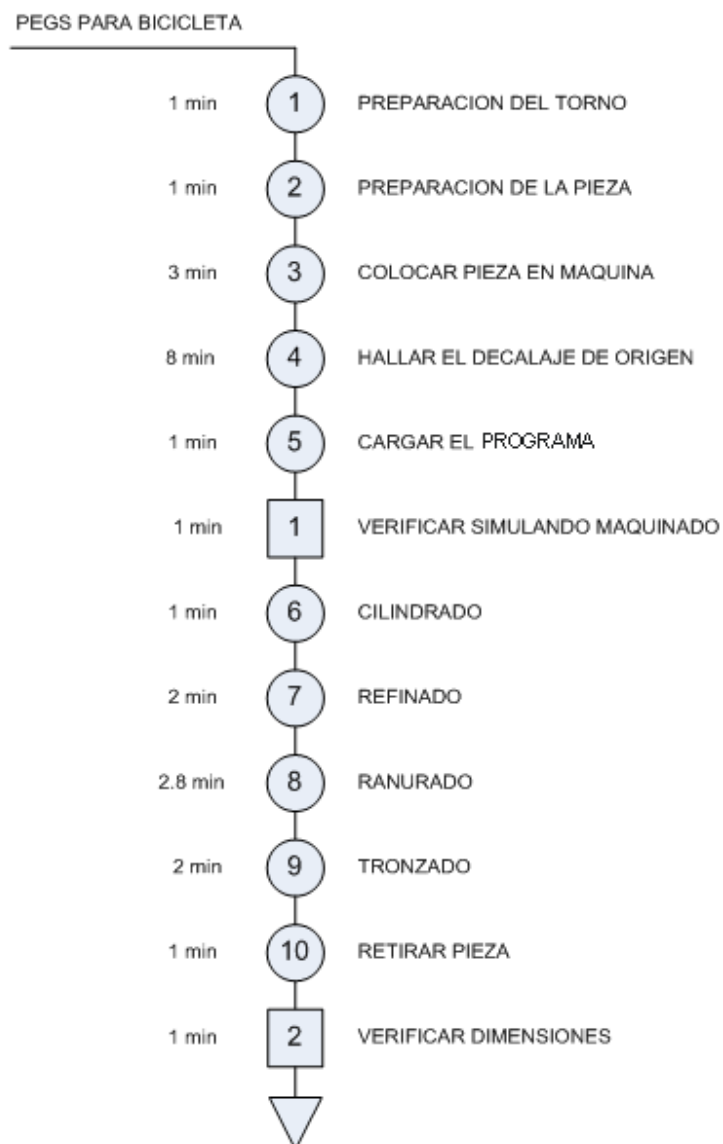 PEGS PARA BICICLETA
1 min 1 PREPARACION DEL TORNO
1 min 2 PREPARACION DE LA PIEZA
3 min 3 COLOCAR PIEZA EN MAQUINA
8 min 4 HALLAR EL DECALAJE DE ORIGEN
1 min 5 CARGAR EL PROGRAMA
1 min 1 VERIFICAR SIMULANDO MAQUINADO
1 min 6 CILINDRADO
2 min 7 REFINADO
2.8 min 8 RANURADO
2 min 9 TRONZADO
1 min 10 RETIRAR PIEZA
1 min 2 VERIFICAR DIMENSIONES